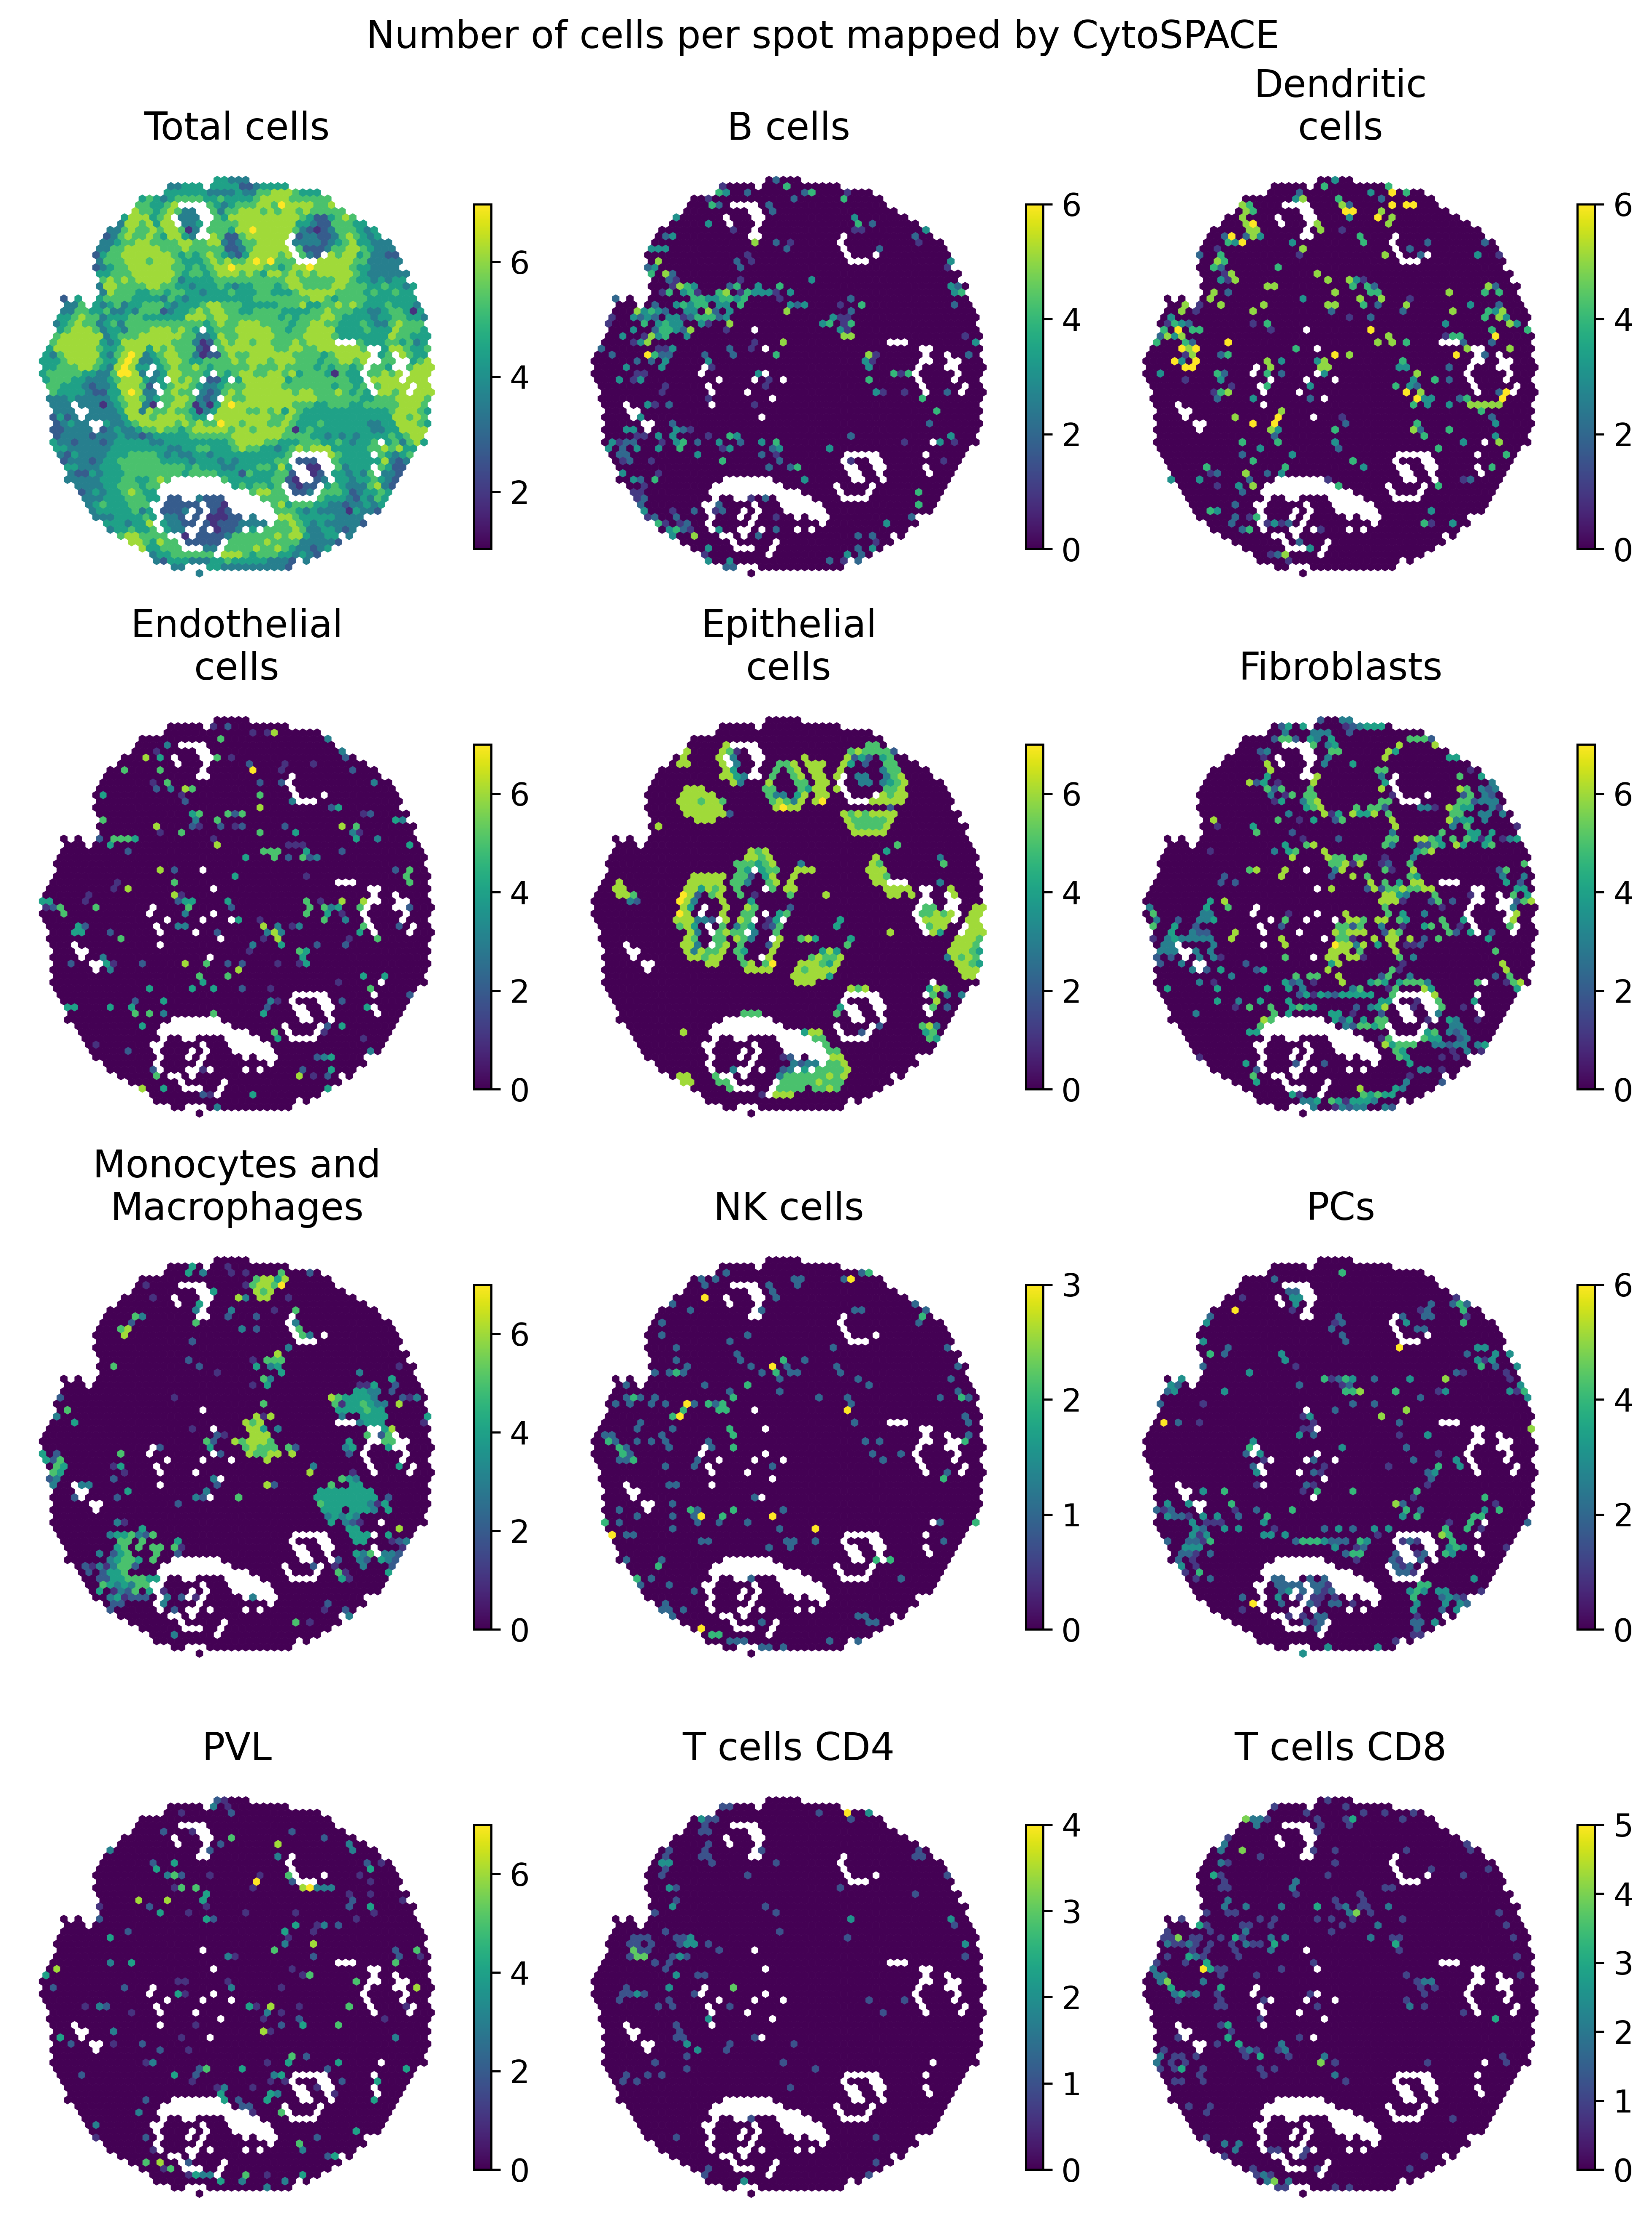 Number of cells per spot mapped by CytoSPACE
Total cells
B cells
Dendritic
cells
6
4
2
6
4
2
0
6
4
2
0
Endothelial
cells
Epithelial
cells
Fibroblasts
6
4
2
0
6
4
2
0
6
4
2
0
Monocytes and
Macrophages
NK cells
PCs
6
4
2
0
3
2
1
0
6
4
2
0
PVL
T cells CD4
T cells CD8
6
4
2
0
4
3
2
1
0
5
4
3
2
1
0